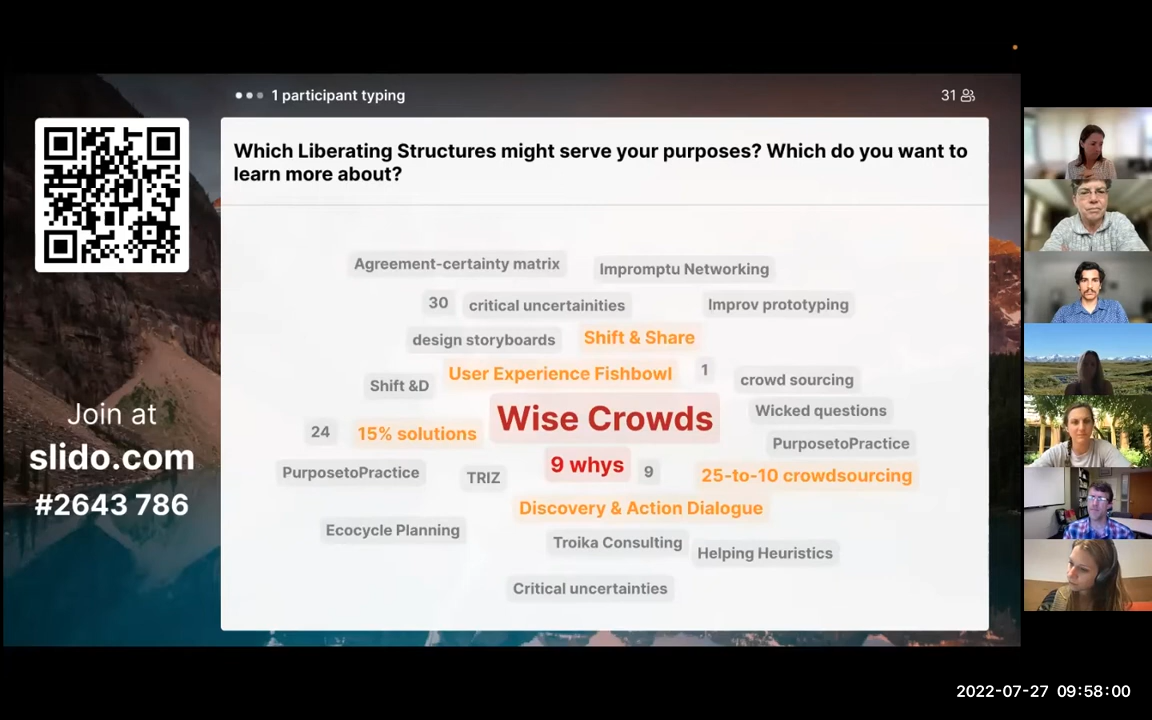 1 participant typing
31
Which Liberating Structures might serve your purposes? Which do you want to
learn more about?
Agreement-certainty matrix
Impromptu Networking
30
critical uncertainities
Improv prototyping
design storyboards
Shift & Share
User Experience Fishbowl
1
Shift &D
crowd sourcing
Wise Crowds
Wicked questions
24
15% solutions
PurposetoPractice
9 whys
9
PurposetoPractice
TRIZ
25-to-10 crowdsourcing
Discovery & Action Dialogue
Ecocycle Planning
Troika Consulting
Helping Heuristics
Critical uncertainties
Join at
slido.com
#2643 786
2022-07-27 09:58:00